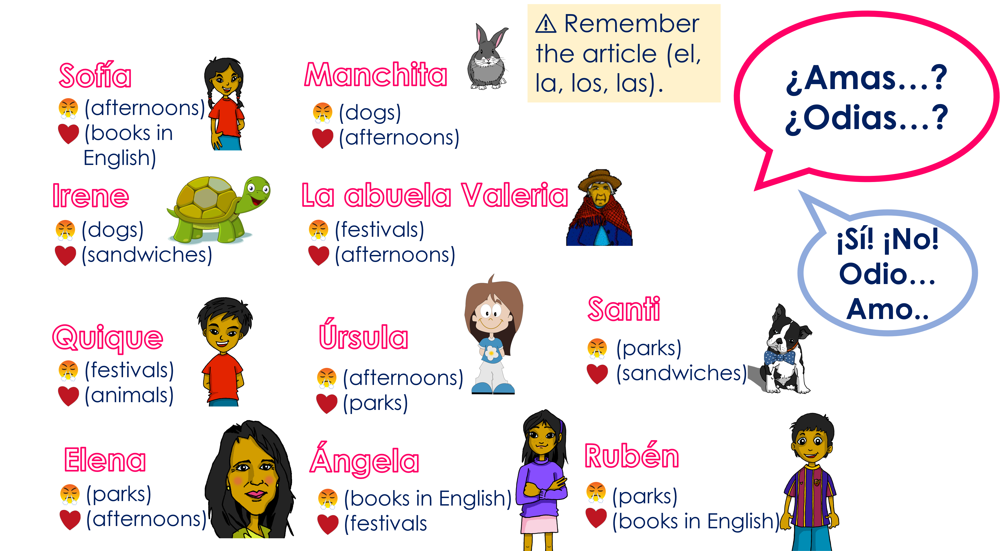 ⚠ Remember
the article (el,
la, los, las).
¿Amas...?
¿Odias...?
¡Sí! ¡No!
Odio...
Amo..
Sofía
(afternoons)
(books in
English)
Manchita
(dogs)
(afternoons)
Irene
(dogs)
(sandwiches)
La abuela Valeria
(festivals)
(afternoons)
Quique
(festivals)
(animals)
Úrsula
(afternoons)
(parks)
Santi
(parks)
(sandwiches)
Elena
(parks)
(afternoons)
Ángela
(books in English)
(festivals
Rubén
(parks)
(books in English)